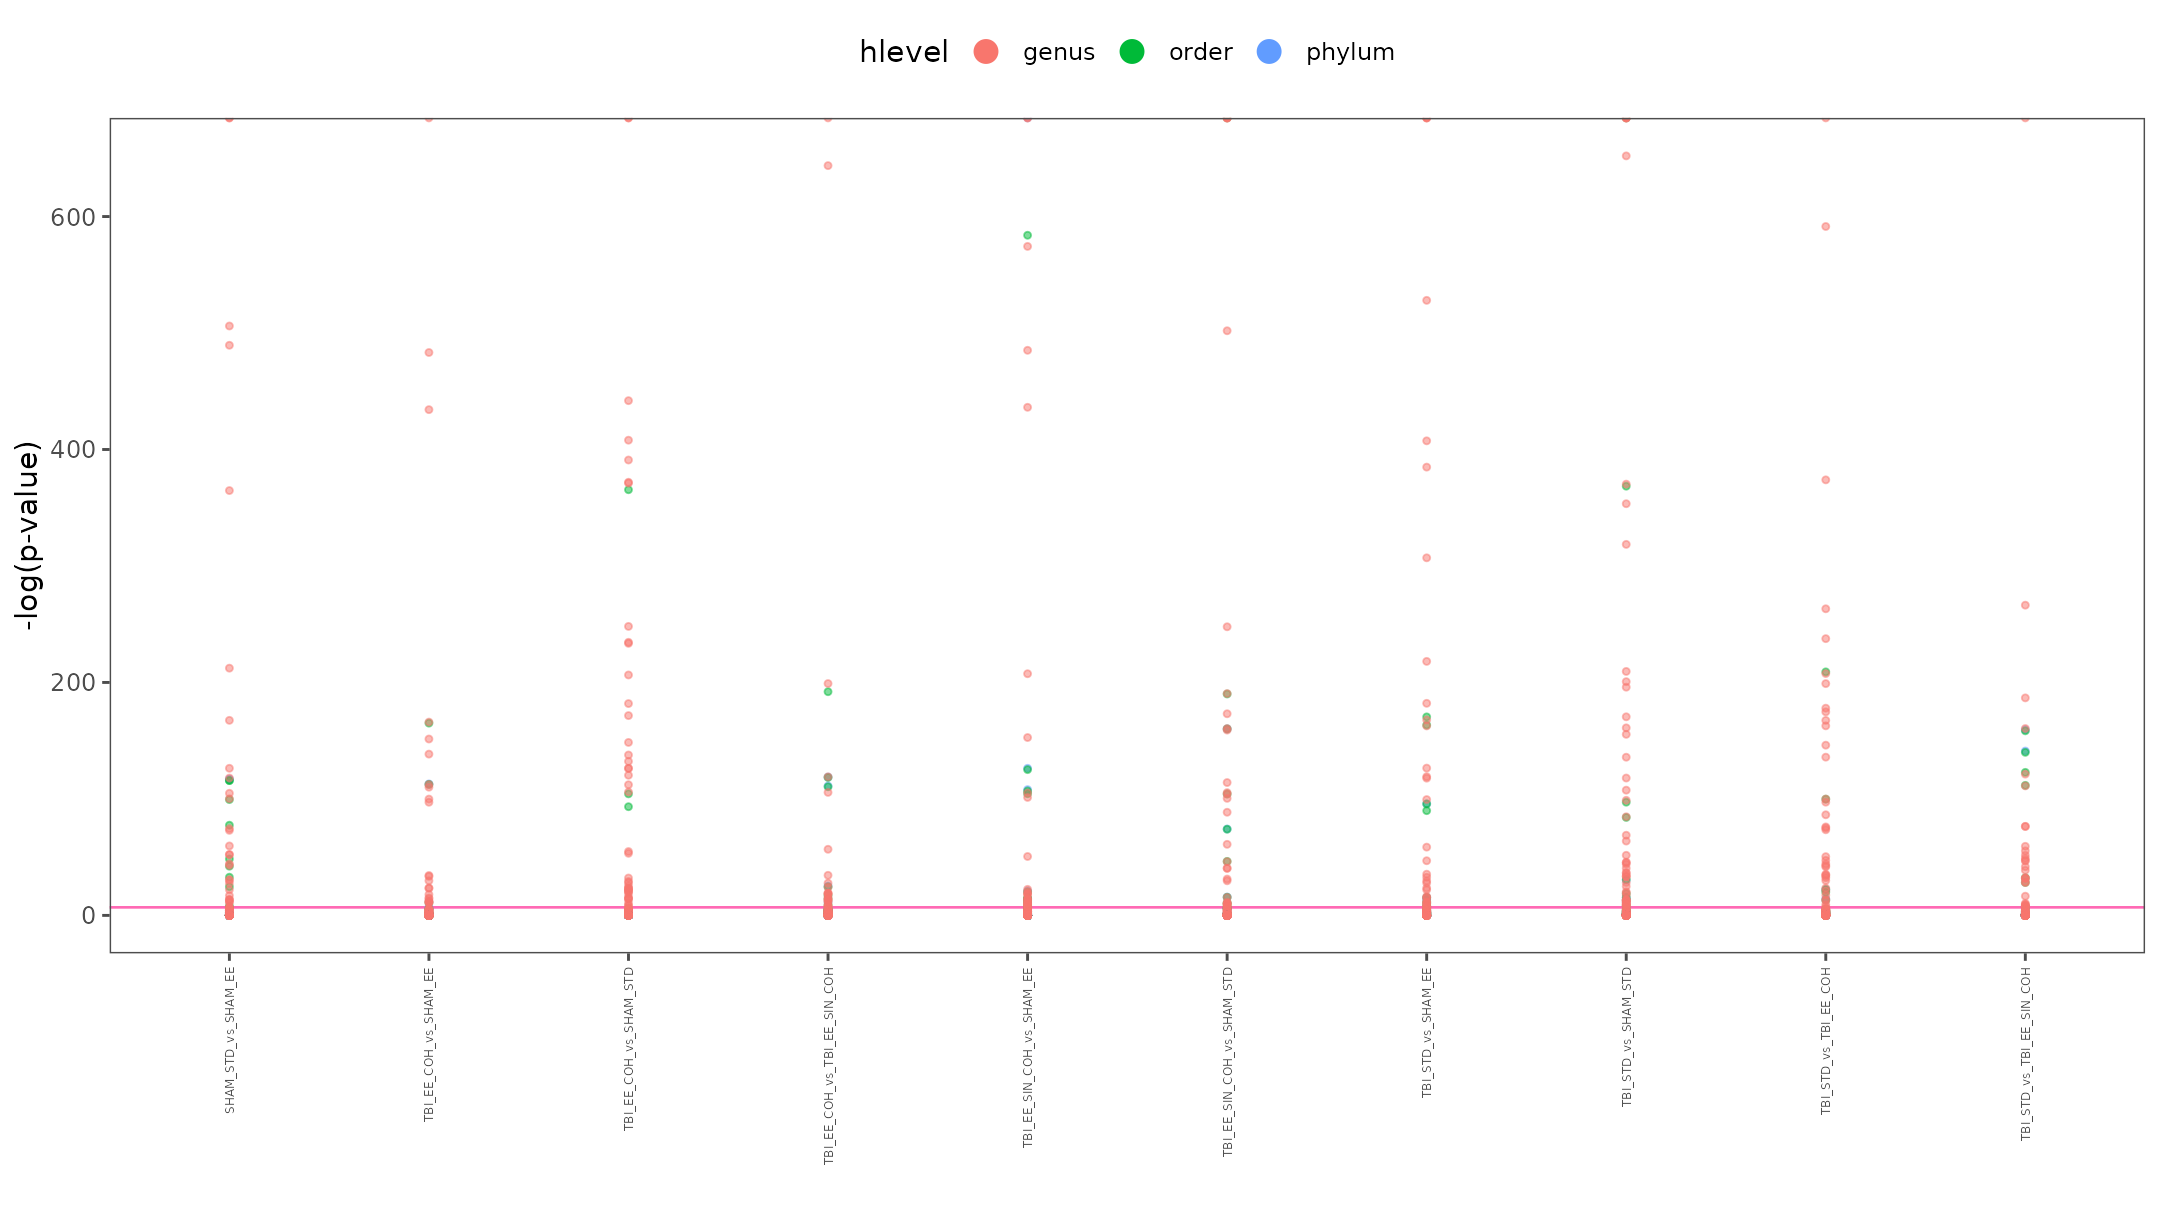 hlevel genus order phylum
-log(p-value)
600
400
200
0
SHAM_STD_vs_SHAM_EE
TBI_EE_COH_vs_SHAM_EE
TBI_EE_COH_vs_SHAM_STD
TBI_EE_COH_vs_TBI_EE_SIN_COH
TBI_EE_SIN_COH_vs_SHAM_EE
TBI_EE_SIN_COH_vs_SHAM_STD
TBI_STD_vs_SHAM_EE
TBI_STD_vs_SHAM_STD
TBI_STD_vs_TBI_EE_COH
TBI_STD_vs_TBI_EE_SIN_COH